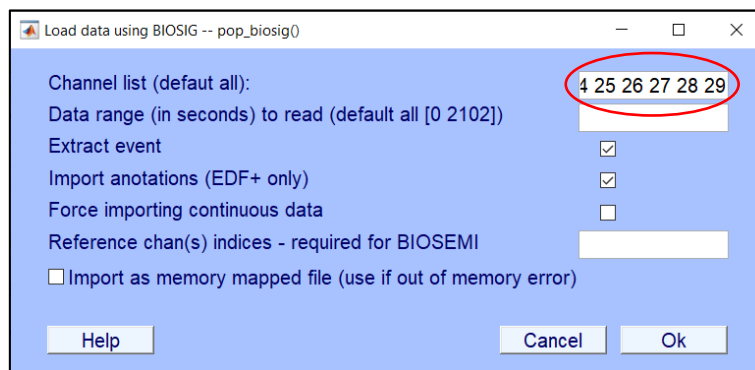 Load data using BIOSIG -- pop_biosig()
Channel list (defaut all): 4 25 26 27 28 29
Data range (in seconds) to read (default all [0 2102])
Extract event
Import anotations (EDF+ only)
Force importing continuous data
Reference chan(s) indices - required for BIOSEMI
Import as memory mapped file (use if out of memory error)
Help Cancel Ok